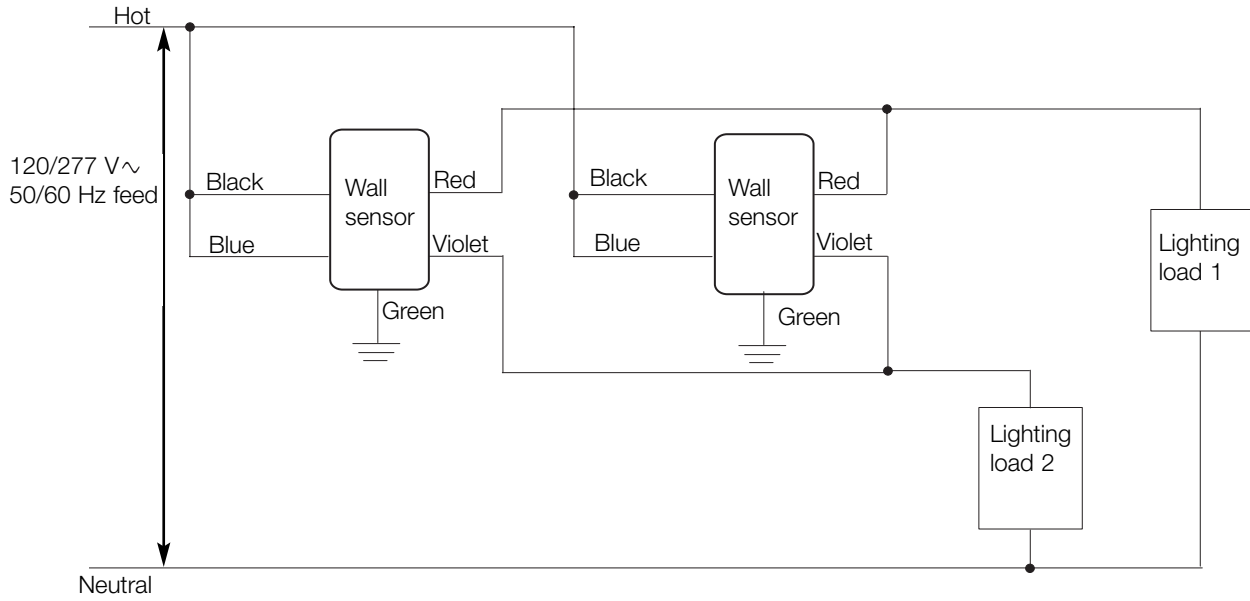 Hot
120/277 V∿
50/60 Hz feed
Black
Blue
Wall
sensor
Red
Violet
Green
Black
Blue
Wall
sensor
Red
Violet
Green
Lighting
load 1
Lighting
load 2
Neutral